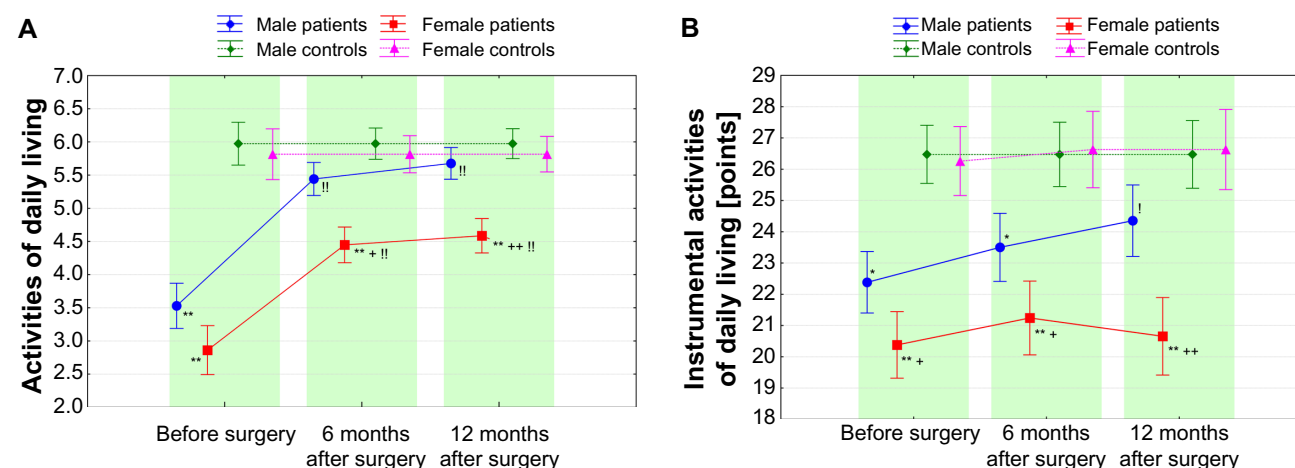 A
Male patients
Female patients
Male controls
Female controls
Activities of daily living
7.0
6.5
6.0
5.5
5.0
4.5
4.0
3.5
3.0
2.5
2.0
**
**
!!
** + !!
!!
** ++ !!
Before surgery
6 months
after surgery
12 months
after surgery
B
Male patients
Female patients
Male controls
Female controls
Instrumental activities
of daily living [points]
29
28
27
26
25
24
23
22
21
20
19
18
*
** +
*
** +
!
** ++
Before surgery
6 months
after surgery
12 months
after surgery